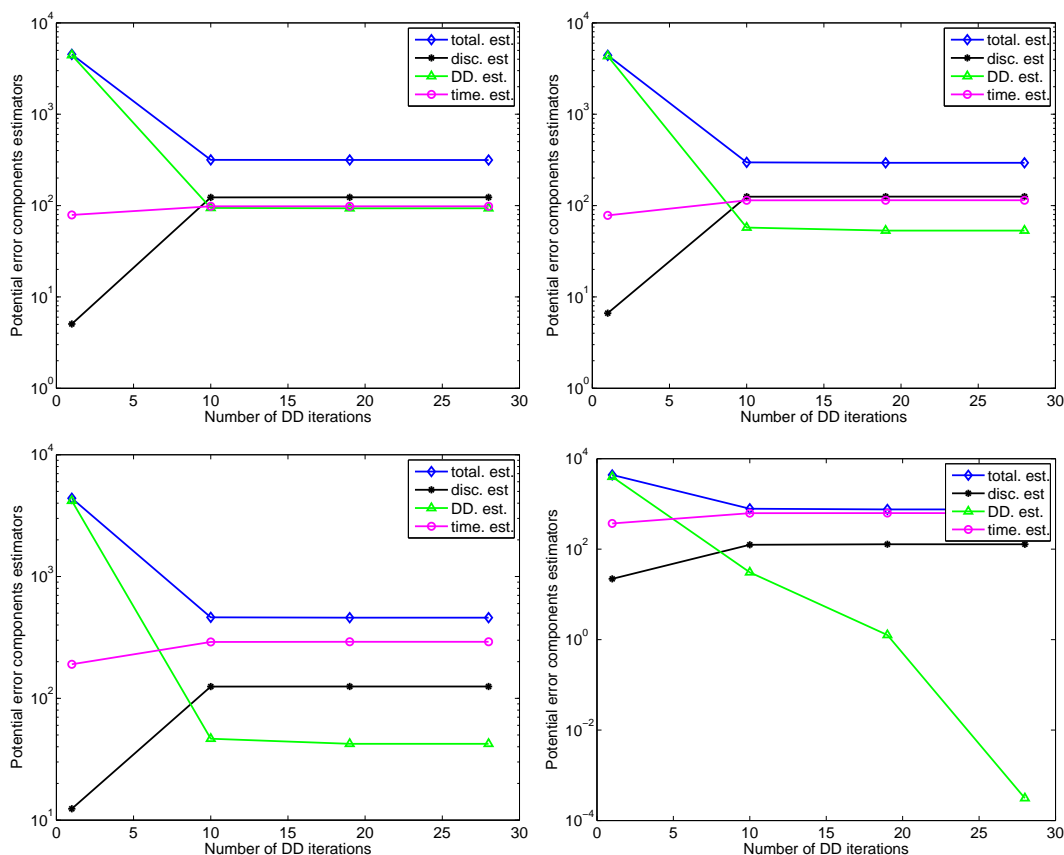 10^4
10^3
10^2
10^1
10^0
0 5 10 15 20 25 30
Number of DD iterations
Potential error components estimators
total. est.
disc. est
DD. est.
time. est.
10^4
10^3
10^2
10^1
10^0
0 5 10 15 20 25 30
Number of DD iterations
Potential error components estimators
total. est.
disc. est
DD. est.
time. est.
10^4
10^3
10^2
10^1
0 5 10 15 20 25 30
Number of DD iterations
Potential error components estimators
total. est.
disc. est
DD. est.
time. est.
10^4
10^2
10^0
10^−2
10^−4
0 5 10 15 20 25 30
Number of DD iterations
Potential error components estimators
total. est.
disc. est
DD. est.
time. est.